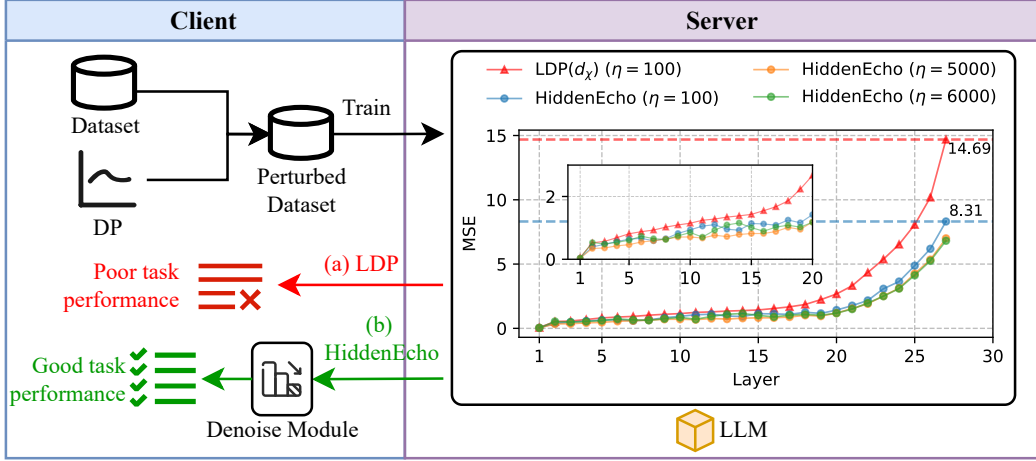 Client
Server
Dataset
DP
Perturbed
Dataset
Train
(a) LDP
Poor task
performance
(b)
HiddenEcho
Good task
performance
Denoise Module
LDP(dχ) (η = 100)
HiddenEcho (η = 100)
HiddenEcho (η = 5000)
HiddenEcho (η = 6000)
MSE
15
10
5
0
14.69
8.31
2
0
1 5 10 15 20
1 5 10 15 20 25 30
Layer
LLM